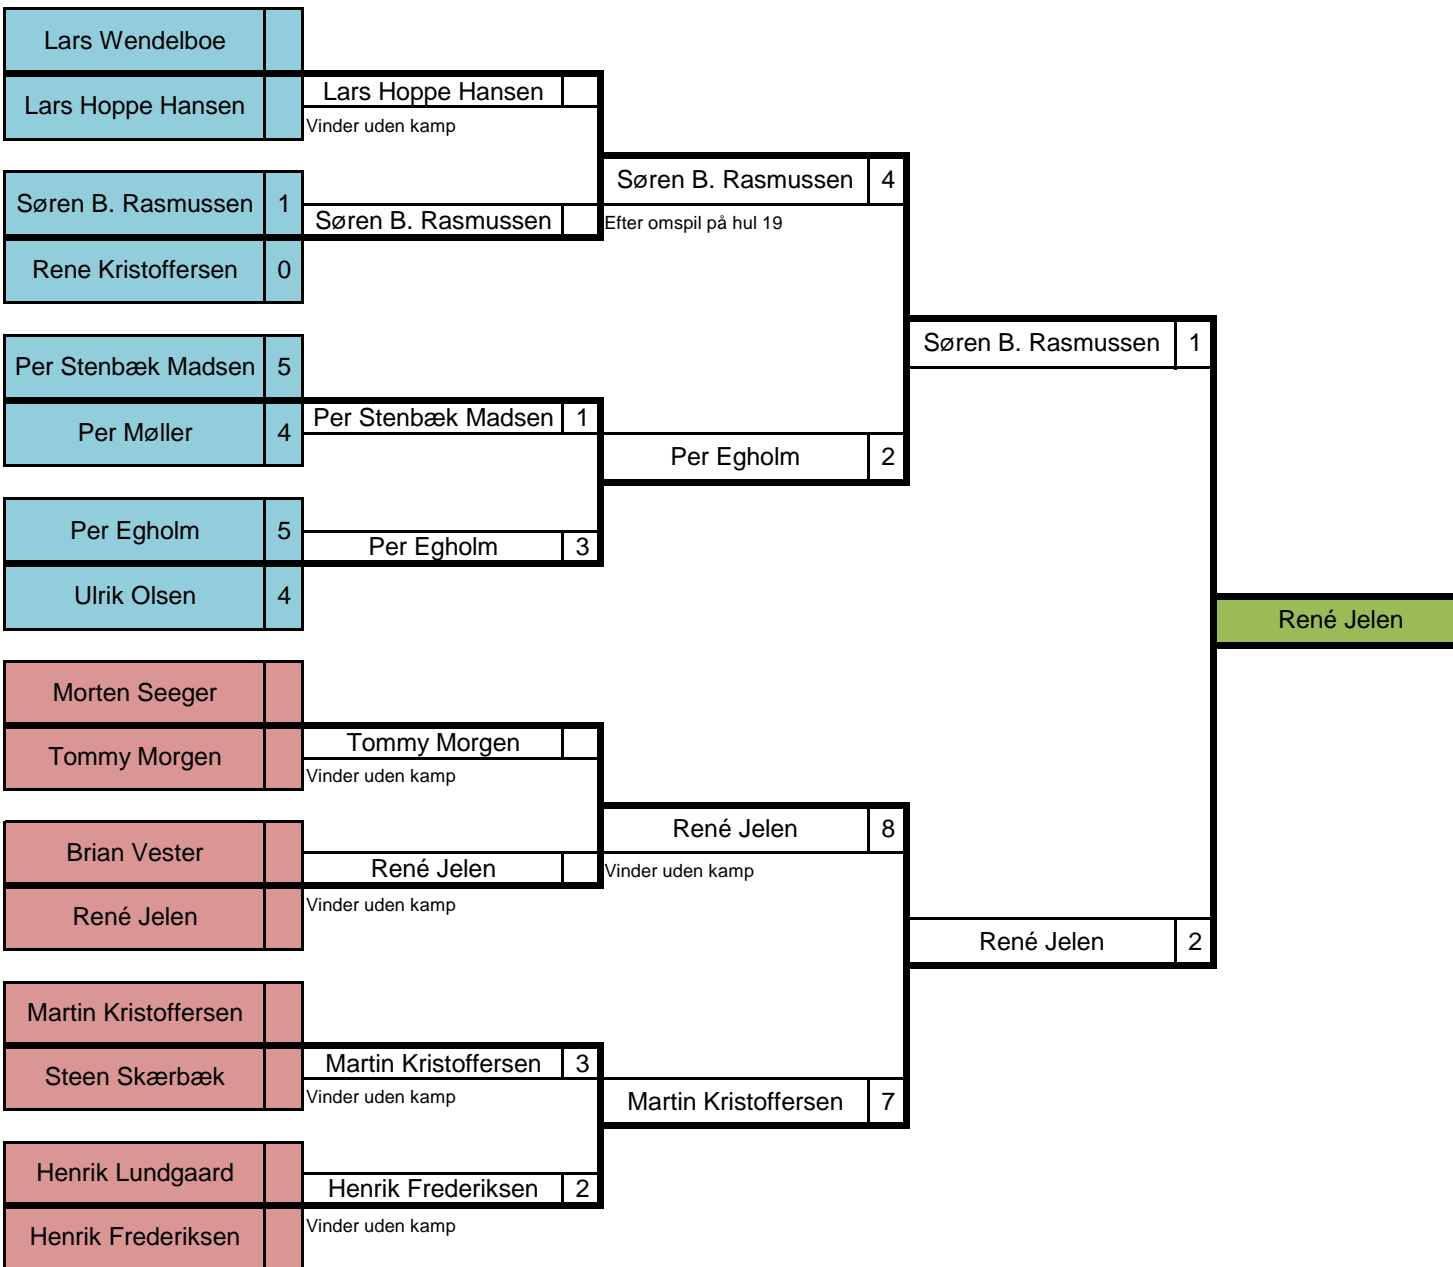 Lars Wendelboe
Lars Hoppe Hansen
Søren B. Rasmussen 1
Rene Kristoffersen 0
Per Stenbæk Madsen 5
Per Møller 4
Per Egholm 5
Ulrik Olsen 4
Morten Seeger
Tommy Morgen
Brian Vester
René Jelen
Martin Kristoffersen
Steen Skærbæk
Henrik Lundgaard
Henrik Frederiksen
Lars Hoppe Hansen
Vinder uden kamp
Søren B. Rasmussen
Per Stenbæk Madsen 1
Per Egholm 3
Tommy Morgen
Vinder uden kamp
René Jelen
Vinder uden kamp
Martin Kristoffersen 3
Vinder uden kamp
Henrik Frederiksen 2
Vinder uden kamp
Søren B. Rasmussen 4
Efter omspil på hul 19
Per Egholm 2
René Jelen 8
Vinder uden kamp
Martin Kristoffersen 7
Søren B. Rasmussen 1
René Jelen 2
René Jelen